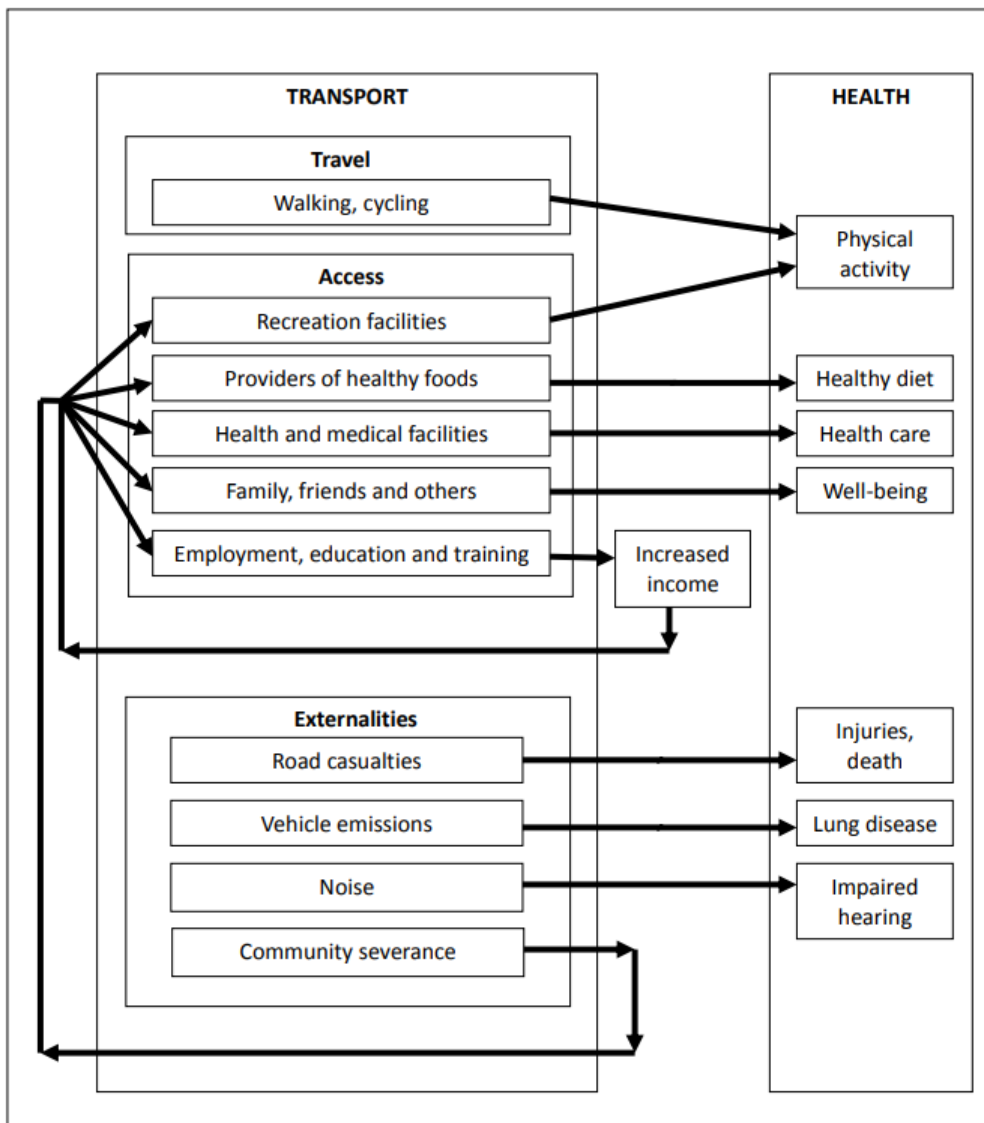 TRANSPORT
HEALTH
Travel
Walking, cycling
Physical
activity
Access
Recreation facilities
Providers of healthy foods
Healthy diet
Health and medical facilities
Health care
Family, friends and others
Well-being
Employment, education and training
Increased
income
Externalities
Road casualties
Injuries,
death
Vehicle emissions
Lung disease
Noise
Impaired
hearing
Community severance